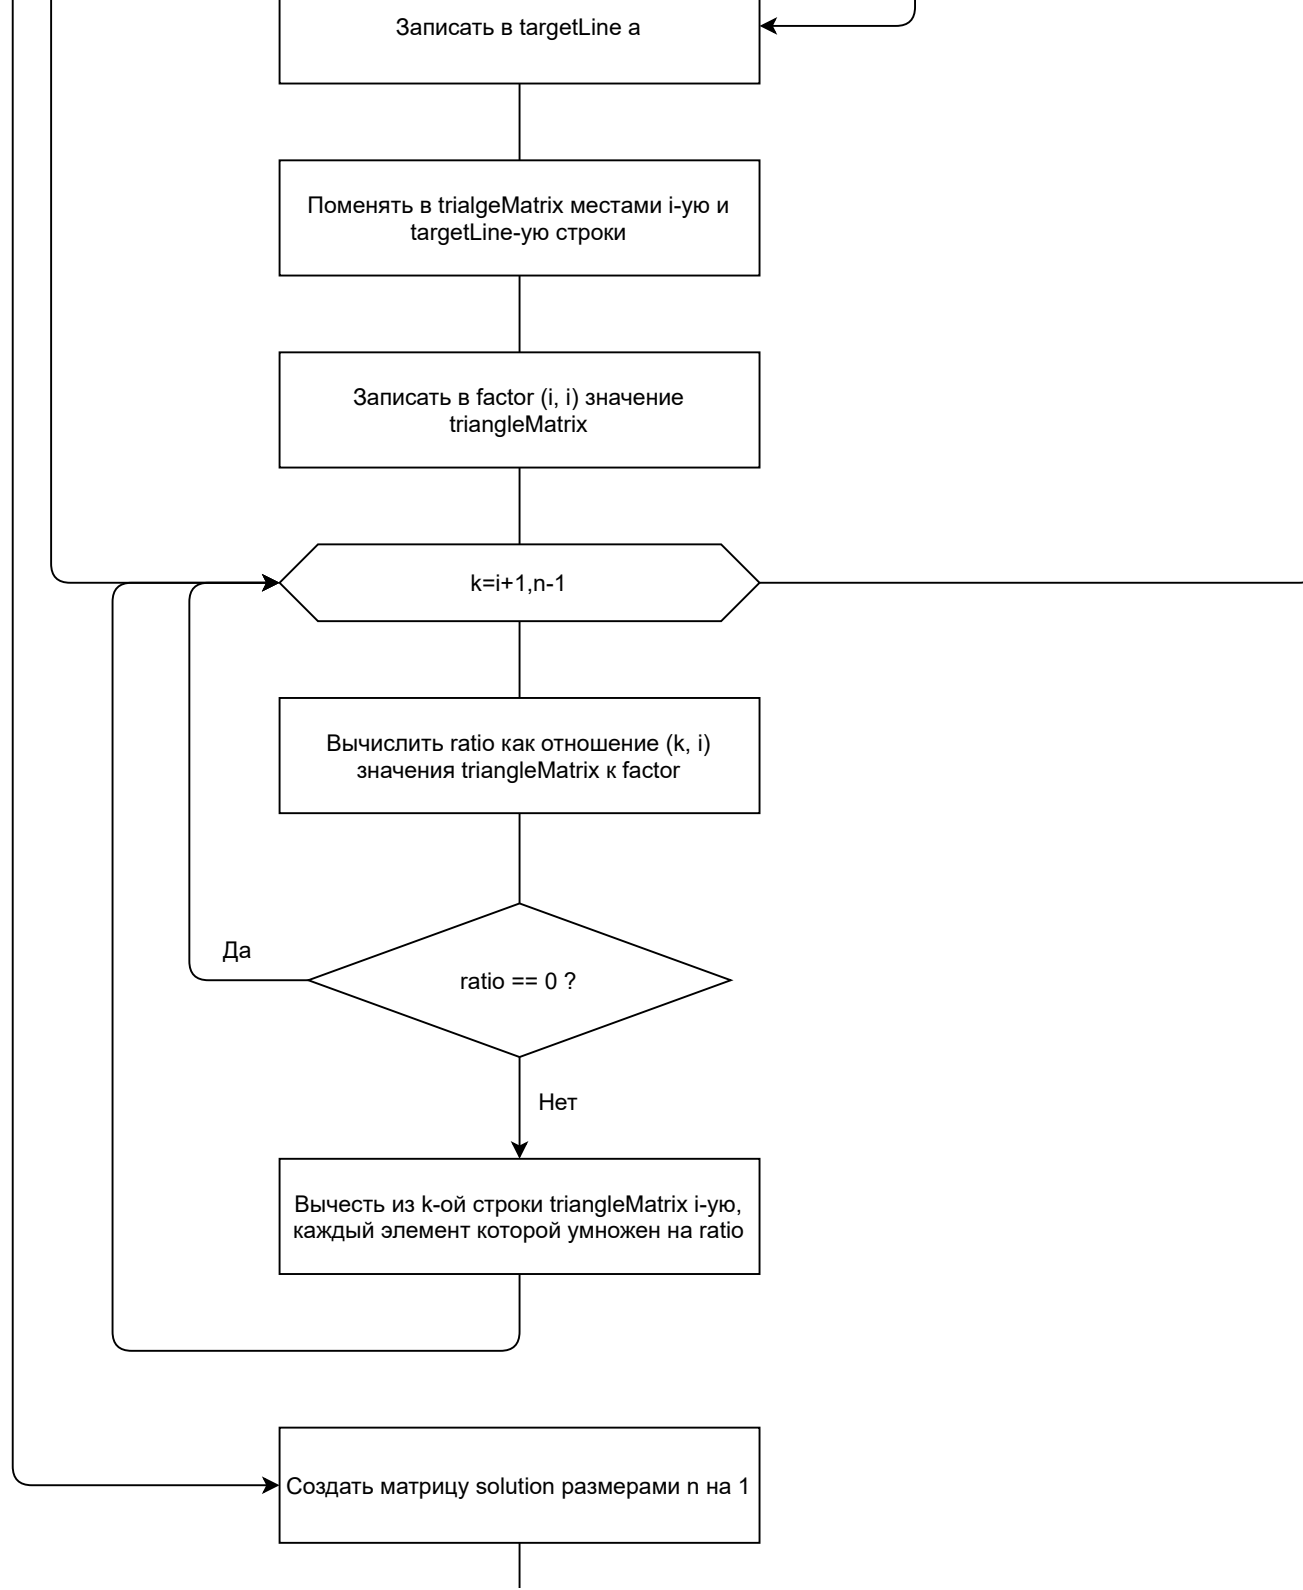 Записать в targetLine a
Поменять в trialgeMatrix местами i-ую и
targetLine-ую строки
Записать в factor (i, i) значение
triangleMatrix
k=i+1,n-1
Вычислить ratio как отношение (k, i)
значения triangleMatrix к factor
Да
ratio == 0 ?
Нет
Вычесть из k-ой строки triangleMatrix i-ую,
каждый элемент которой умножен на ratio
Создать матрицу solution размерами n на 1